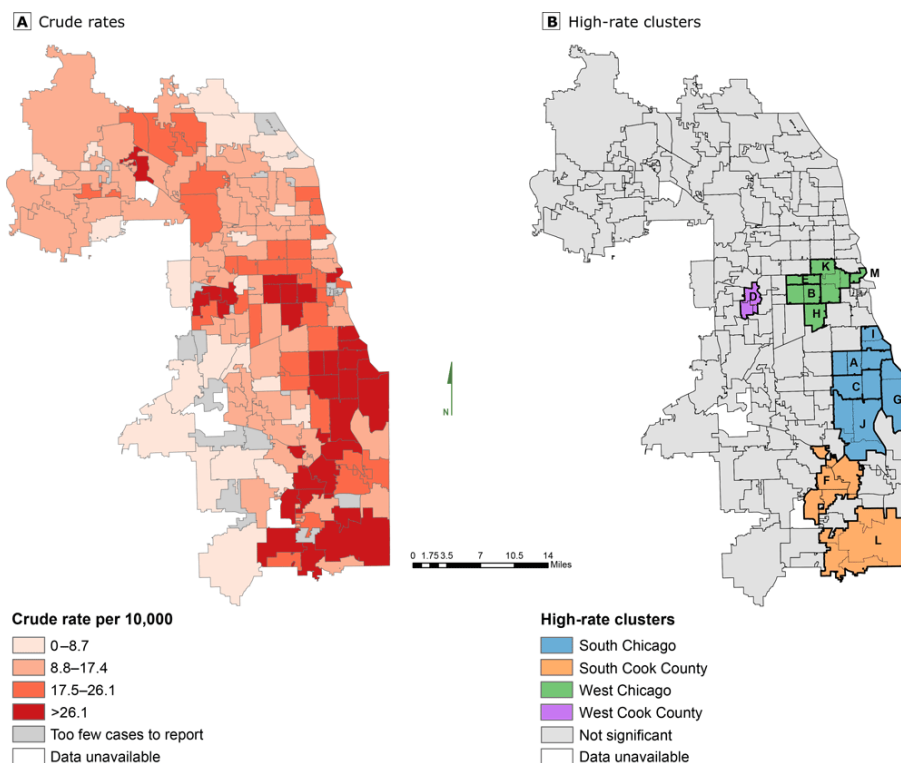 A Crude rates
B High-rate clusters
K
M
E
D
B
H
I
A
C
G
J
F
L
N
0 1.75 3.5 7 10.5 14
Miles
Crude rate per 10,000
0–8.7
8.8–17.4
17.5–26.1
>26.1
Too few cases to report
Data unavailable
High-rate clusters
South Chicago
South Cook County
West Chicago
West Cook County
Not significant
Data unavailable